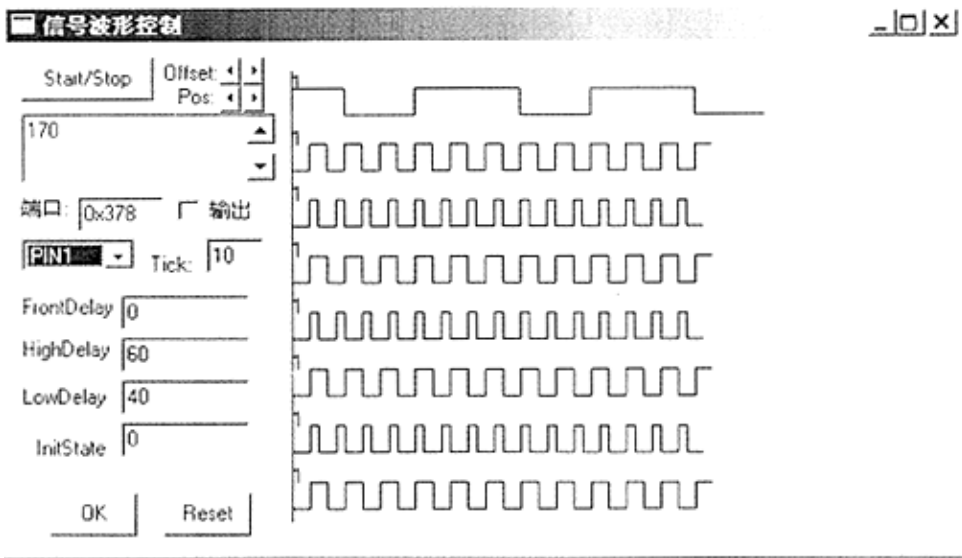 信号波形控制
Start/Stop
Offset:
Pos:
170
端口: 0x378
输出
PIN1
Tick: 10
FrontDelay 0
HighDelay 60
LowDelay 40
InitState 0
OK
Reset